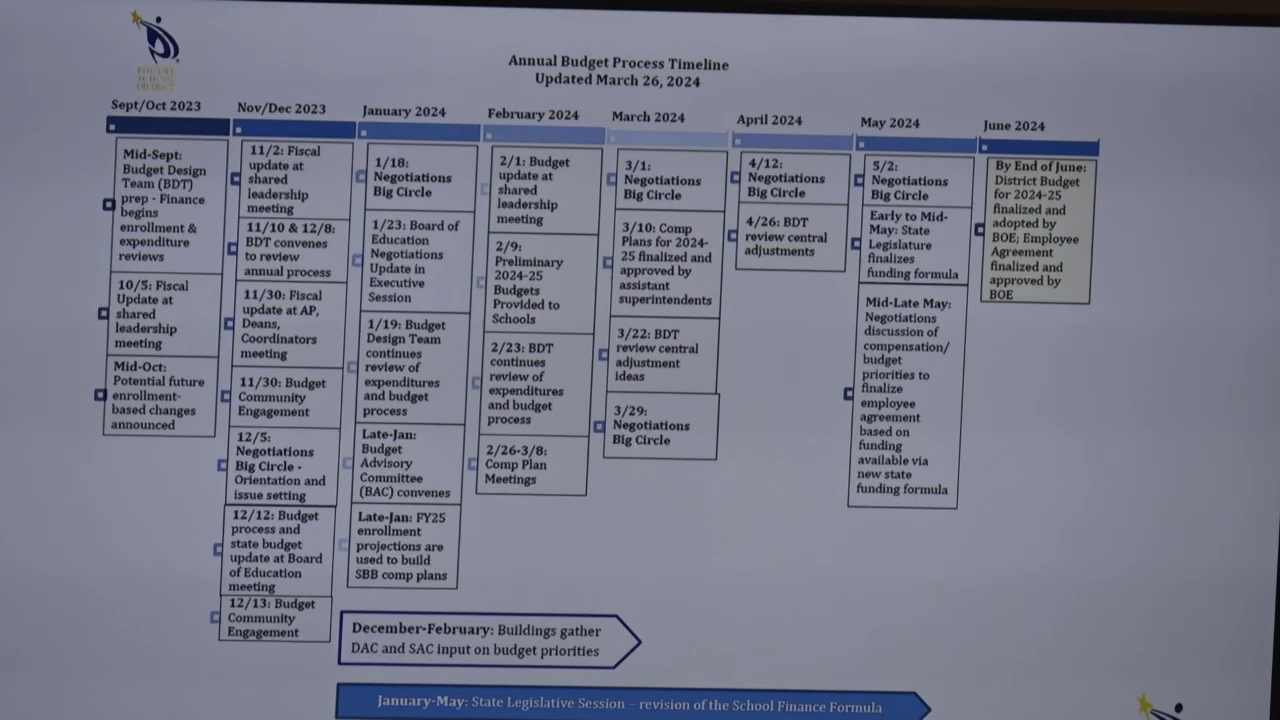 POUDRE
SCHOOL
DISTRICT
Annual Budget Process Timeline
Updated March 26, 2024
Sept/Oct 2023
Mid-Sept:
Budget Design
Team (BDT)
prep - Finance
begins
enrollment &
expenditure
reviews
10/5: Fiscal
Update at
shared
leadership
meeting
Mid-Oct:
Potential future
enrollment-
based changes
announced
Nov/Dec 2023
11/2: Fiscal
update at
shared
leadership
meeting
11/10 & 12/8:
BDT convenes
to review
annual process
11/30: Fiscal
update at AP,
Deans,
Coordinators
meeting
11/30: Budget
Community
Engagement
12/5:
Negotiations
Big Circle -
Orientation and
issue setting
12/12: Budget
process and
state budget
update at Board
of Education
meeting
12/13: Budget
Community
Engagement
January 2024
1/18:
Negotiations
Big Circle
1/23: Board of
Education
Negotiations
Update in
Executive
Session
1/19: Budget
Design Team
continues
review of
expenditures
and budget
process
Late-Jan:
Budget
Advisory
Committee
(BAC) convenes
Late-Jan: FY25
enrollment
projections are
used to build
SBB comp plans
February 2024
2/1: Budget
update at
shared
leadership
meeting
2/9:
Preliminary
2024-25
Budgets
Provided to
Schools
2/23: BDT
continues
review of
expenditures
and budget
process
2/26-3/8:
Comp Plan
Meetings
March 2024
3/1:
Negotiations
Big Circle
3/10: Comp
Plans for 2024-
25 finalized and
approved by
assistant
superintendents
3/22: BDT
review central
adjustment
ideas
3/29:
Negotiations
Big Circle
April 2024
4/12:
Negotiations
Big Circle
4/26: BDT
review central
adjustments
May 2024
5/2:
Negotiations
Big Circle
Early to Mid-
May: State
Legislature
finalizes
funding formula
Mid-Late May:
Negotiations
discussion of
compensation/
budget
priorities to
finalize
employee
agreement
based on
funding
available via
new state
funding formula
June 2024
By End of June:
District Budget
for 2024-25
finalized and
adopted by
BOE; Employee
Agreement
finalized and
approved by
BOE
December-February: Buildings gather
DAC and SAC input on budget priorities
January-May: State Legislative Session – revision of the School Finance Formula